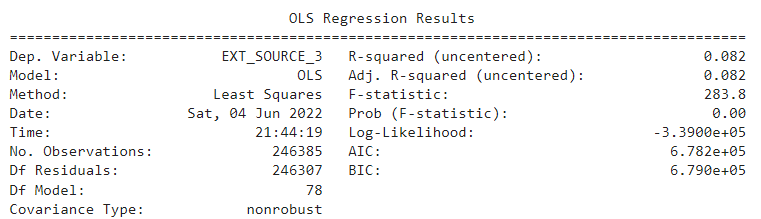 OLS Regression Results
==============================================================================
Dep. Variable: EXT_SOURCE_3 R-squared (uncentered): 0.082
Model: OLS Adj. R-squared (uncentered): 0.082
Method: Least Squares F-statistic: 283.8
Date: Sat, 04 Jun 2022 Prob (F-statistic): 0.00
Time: 21:44:19 Log-Likelihood: -3.3900e+05
No. Observations: 246385 AIC: 6.782e+05
Df Residuals: 246307 BIC: 6.790e+05
Df Model: 78
Covariance Type: nonrobust